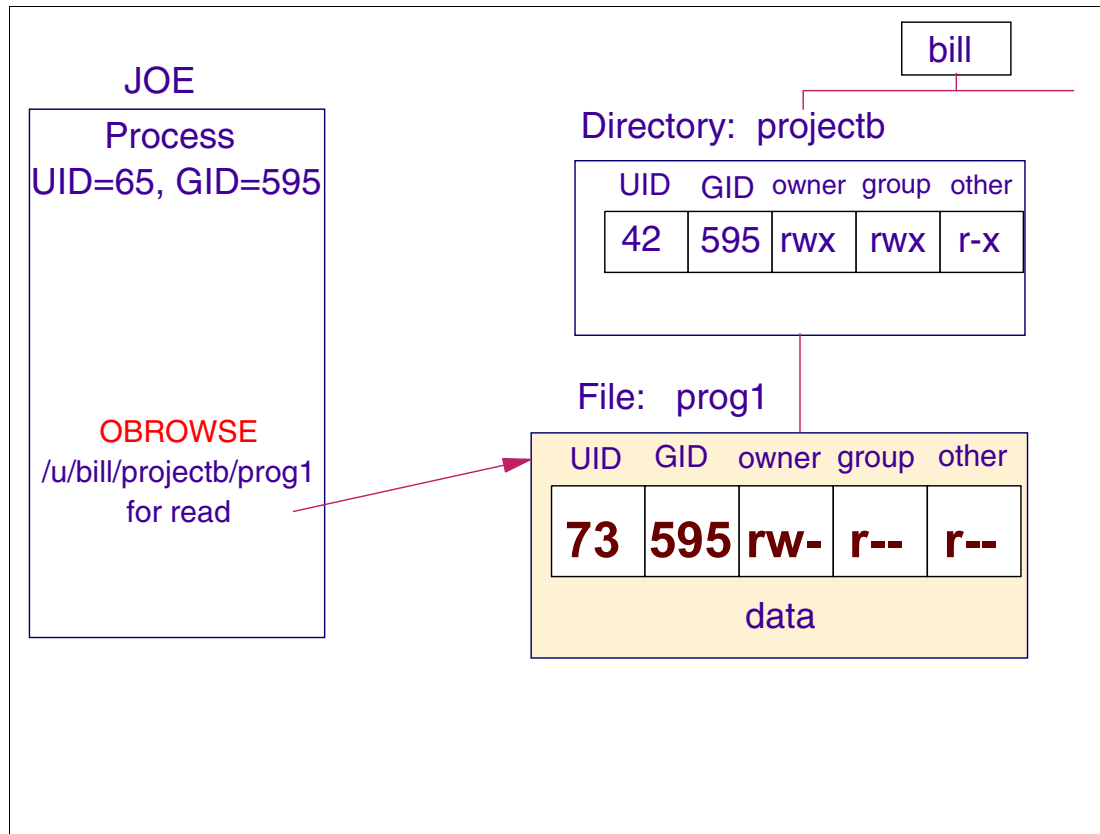 JOE
Process
UID=65, GID=595
OBROWSE
/u/bill/projectb/prog1
for read
bill
Directory: projectb
UID GID owner group other
42 595 rwx rwx r-x
File: prog1
UID GID owner group other
73 595 rw- r-- r--
data